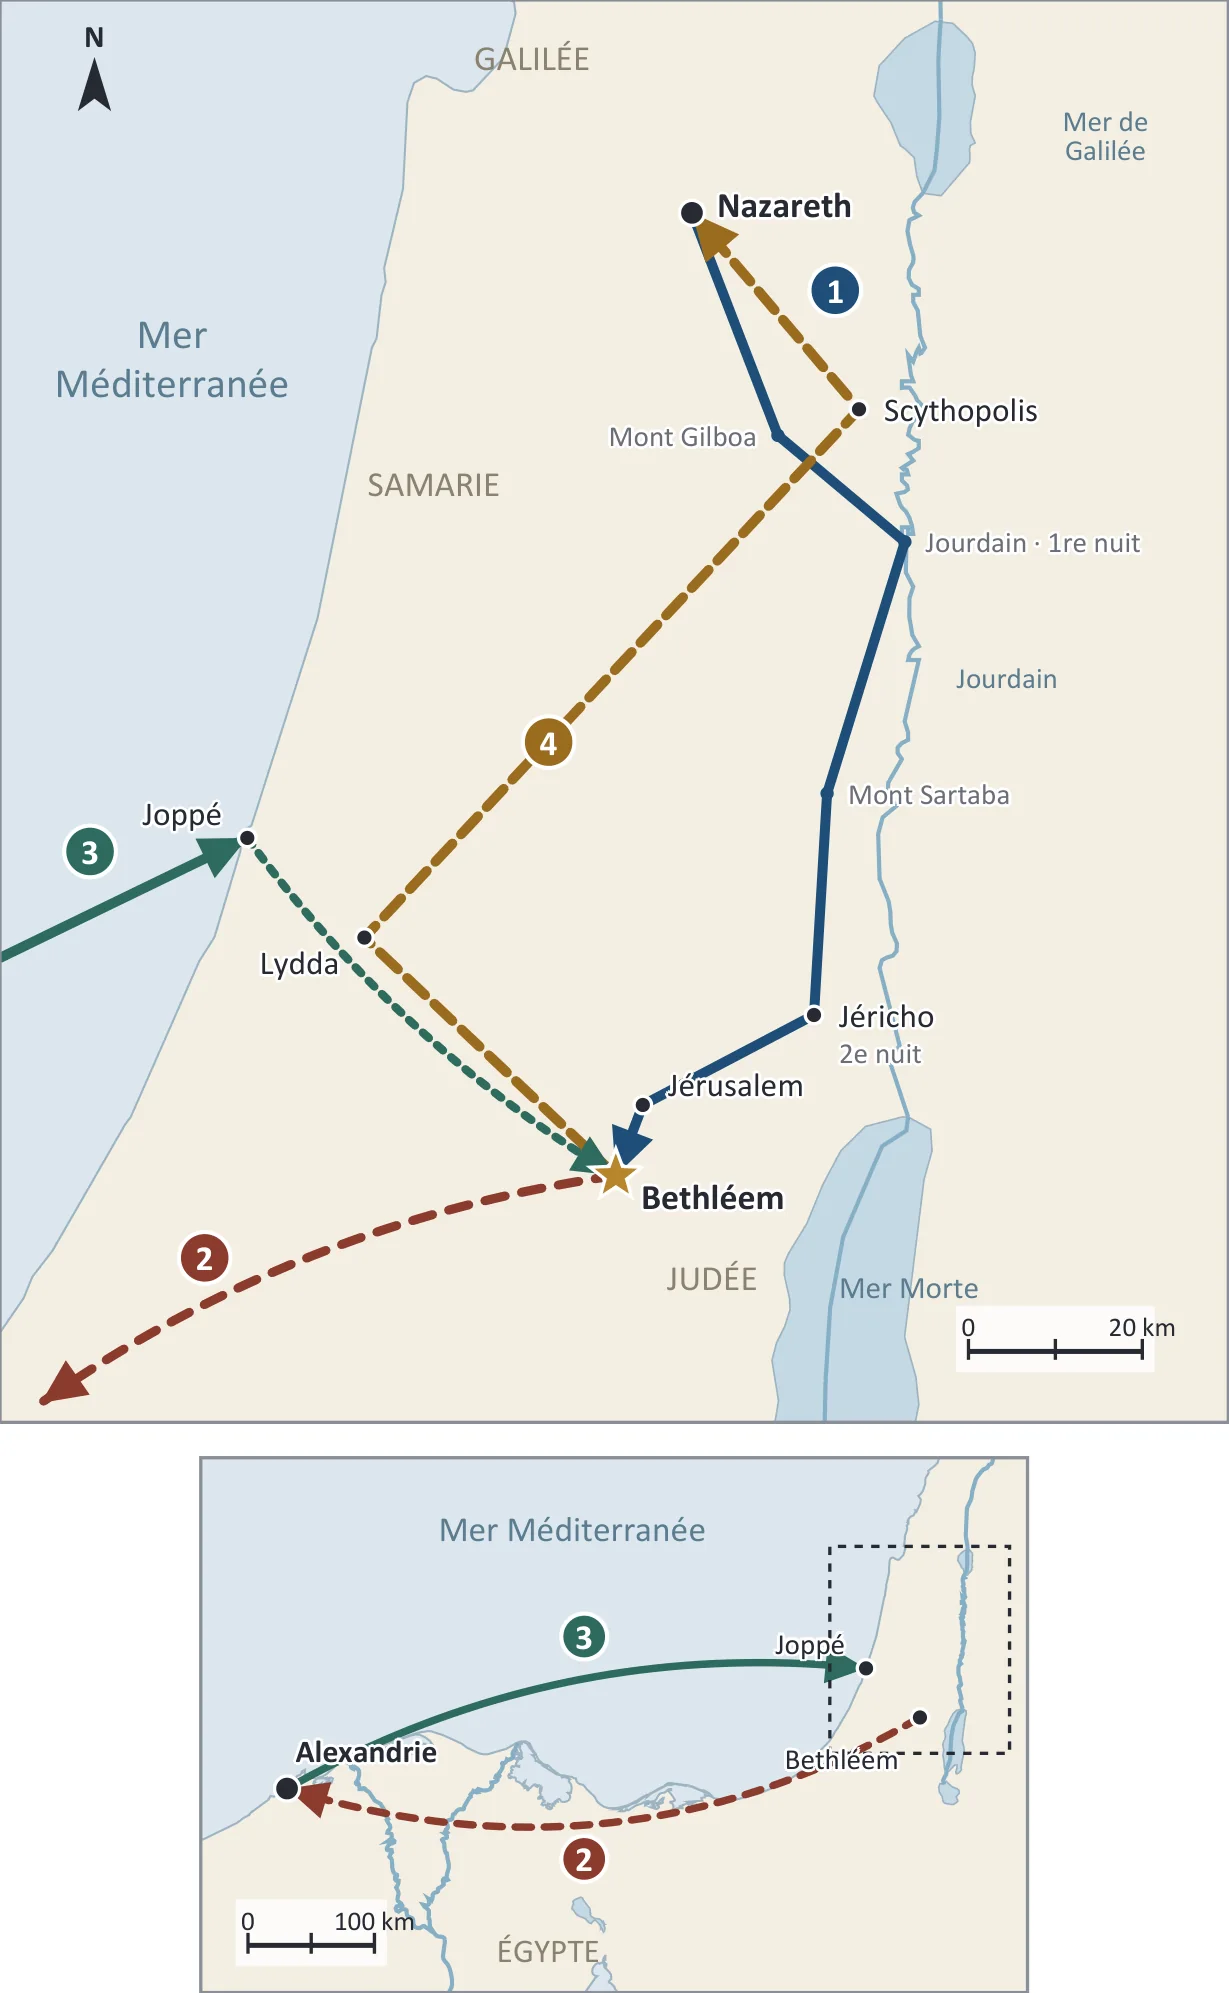 N
GALILÉE
Mer de
Galilée
Nazareth
1
Mer
Méditerranée
Scythopolis
Mont Gilboa
SAMARIE
Jourdain · 1re nuit
Jourdain
4
Mont Sartaba
Joppé
3
Lydda
Jéricho
2e nuit
Jérusalem
Bethléem
2
JUDÉE
Mer Morte
0 20 km
Mer Méditerranée
3
Joppé
Alexandrie
Bethléem
2
0 100 km
ÉGYPTE